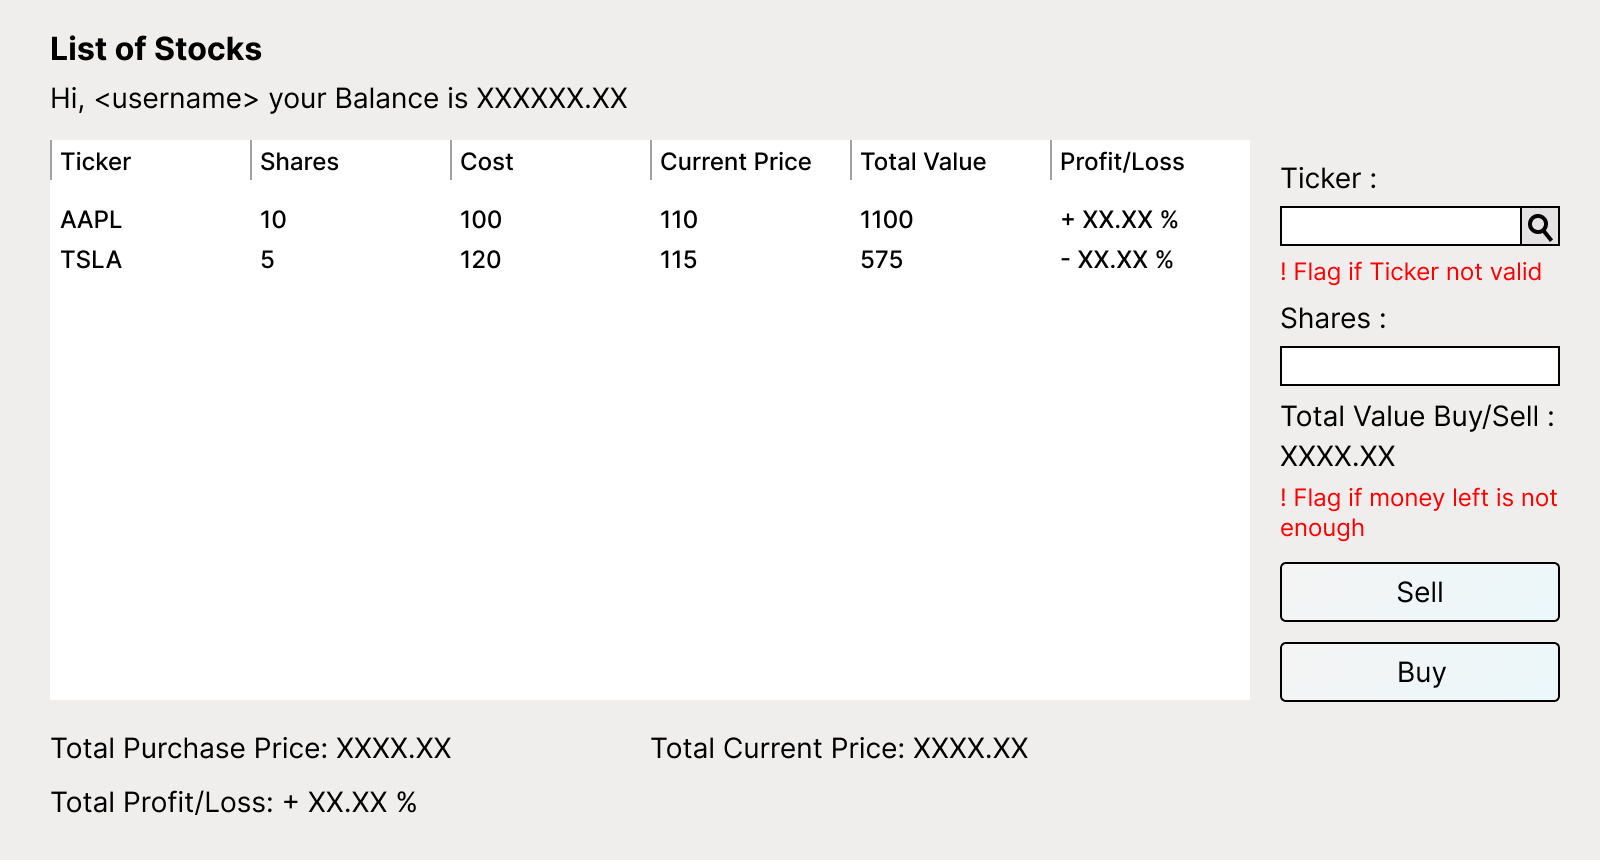 List of Stocks
Hi, <username> your Balance is XXXXXX.XX
Ticker Shares Cost Current Price Total Value Profit/Loss
AAPL 10 100 110 1100 + XX.XX %
TSLA 5 120 115 575 - XX.XX %
Ticker :
! Flag if Ticker not valid
Shares :
Total Value Buy/Sell :
XXXX.XX
! Flag if money left is not
enough
Sell
Buy
Total Purchase Price: XXXX.XX
Total Current Price: XXXX.XX
Total Profit/Loss: + XX.XX %